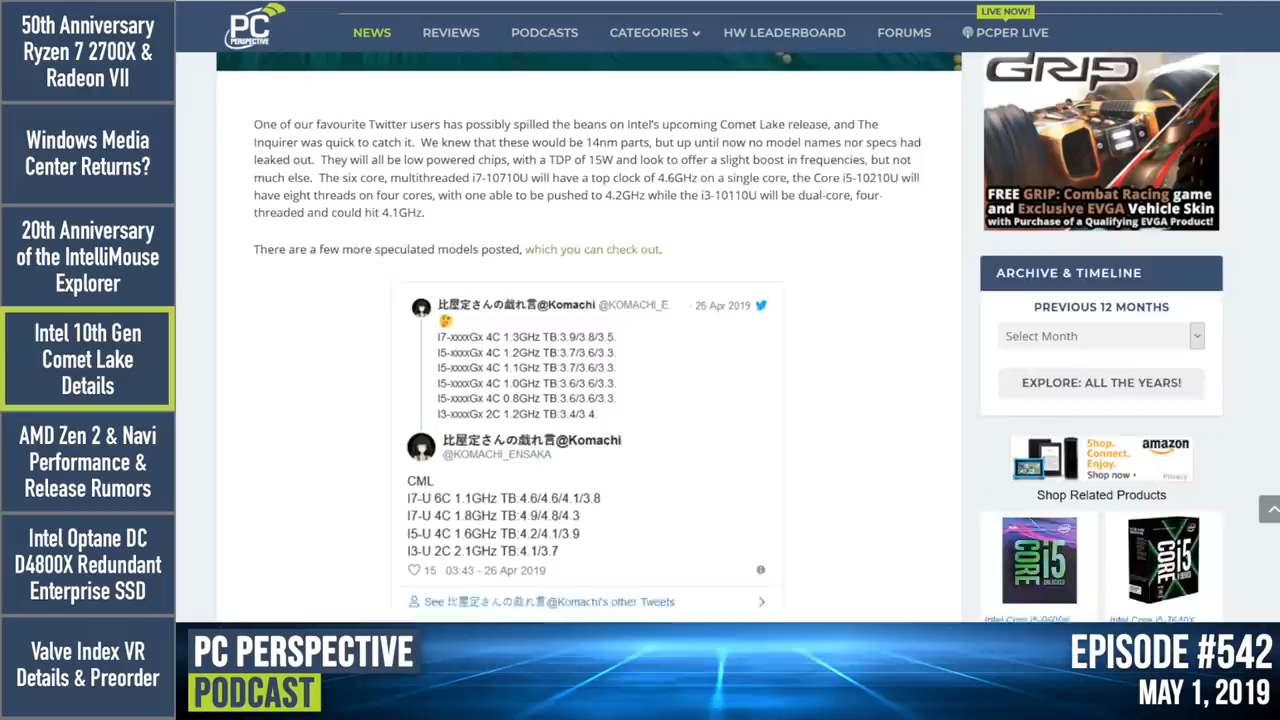 50th Anniversary
Ryzen 7 2700X &
Radeon VII
Windows Media
Center Returns?
20th Anniversary
of the IntelliMouse
Explorer
Intel 10th Gen
Comet Lake
Details
AMD Zen 2 & Navi
Performance &
Release Rumors
Intel Optane DC
D4800X Redundant
Enterprise SSD
Valve Index VR
Details & Preorder
PC
PERSPECTIVE
NEWS
REVIEWS
PODCASTS
CATEGORIES
HW LEADERBOARD
FORUMS
LIVE NOW!
PCPER LIVE
One of our favourite Twitter users has possibly spilled the beans on Intel's upcoming Comet Lake release, and The
Inquirer was quick to catch it. We knew that these would be 14nm parts, but up until now no model names nor specs had
leaked out. They will all be low powered chips, with a TDP of 15W and look to offer a slight boost in frequencies, but not
much else. The six core, multithreaded i7-10710U will have a top clock of 4.6GHz on a single core, the Core i5-10210U will
have eight threads on four cores, with one able to be pushed to 4.2GHz while the i3-10110U will be dual-core, four-
threaded and could hit 4.1GHz.
There are a few more speculated models posted, which you can check out.
比屋定さんの戯れ言@Komachi @KOMACHI_E · 26 Apr 2019
I7-xxxxGx 4C 1.3GHz TB:3.9/3.8/3.5.
I5-xxxxGx 4C 1.2GHz TB:3.7/3.6/3.3.
I5-xxxxGx 4C 1.1GHz TB:3.7/3.6/3.3.
I5-xxxxGx 4C 1.0GHz TB:3.6/3.6/3.3.
I5-xxxxGx 4C 0.8GHz TB:3.6/3.6/3.3.
I3-xxxxGx 2C 1.2GHz TB:3.4/3.4.
比屋定さんの戯れ言@Komachi
@KOMACHI_ENSAKA
CML
I7-U 6C 1.1GHz TB:4.6/4.6/4.1/3.8
I7-U 4C 1.8GHz TB:4.9/4.8/4.3
I5-U 4C 1.6GHz TB:4.2/4.1/3.9
I3-U 2C 2.1GHz TB:4.1/3.7
15 03:43 - 26 Apr 2019
See 比屋定さんの戯れ言@Komachi's other Tweets
GRIP
FREE GRIP: Combat Racing game
and Exclusive EVGA Vehicle Skin
with Purchase of a Qualifying EVGA Product!
ARCHIVE & TIMELINE
PREVIOUS 12 MONTHS
Select Month
EXPLORE: ALL THE YEARS!
Shop.
Connect.
Enjoy.
Shop now
amazon
Privacy
Shop Related Products
intel
CORE i5
UNLOCKED
intel
CORE i5
X-SERIES
PC PERSPECTIVE
PODCAST
EPISODE #542
MAY 1, 2019